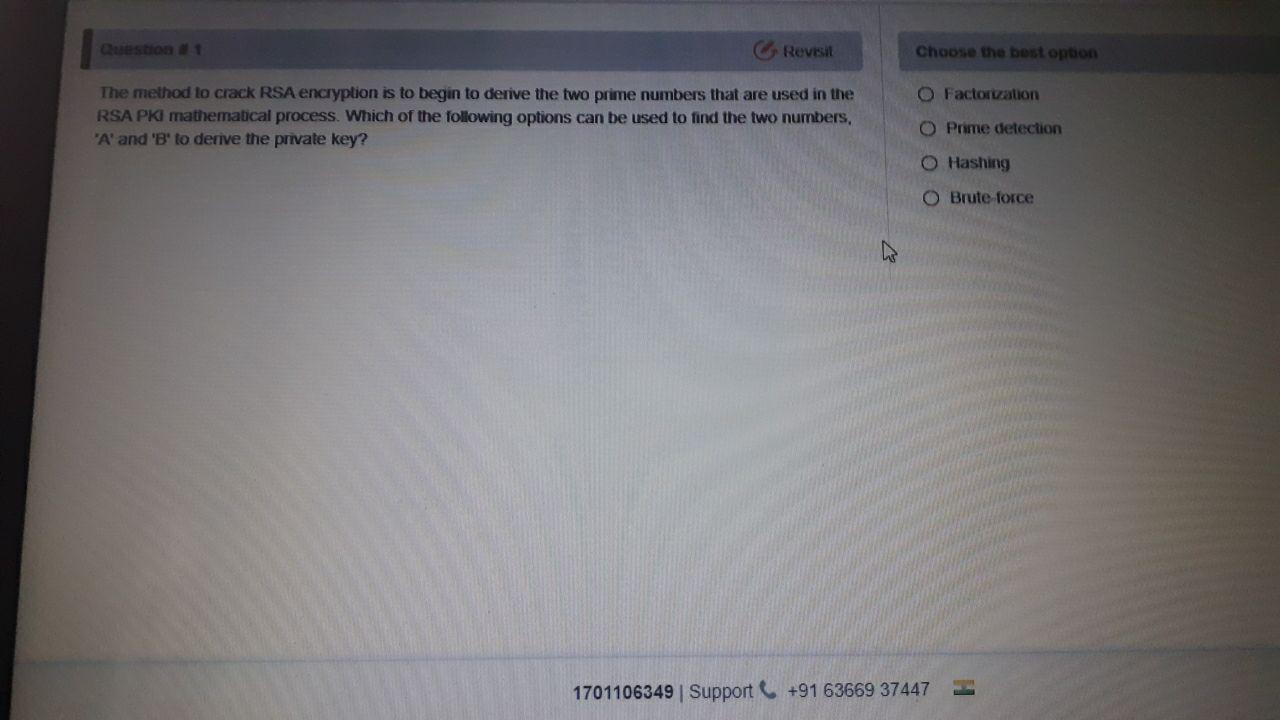 Question # 1
Revisit
The method to crack RSA encryption is to begin to derive the two prime numbers that are used in the
RSA PKI mathematical process. Which of the following options can be used to find the two numbers,
'A' and 'B' to derive the private key?
Choose the best option
Factorization
Prime detection
Hashing
Brute-force
1701106349 | Support +91 63669 37447